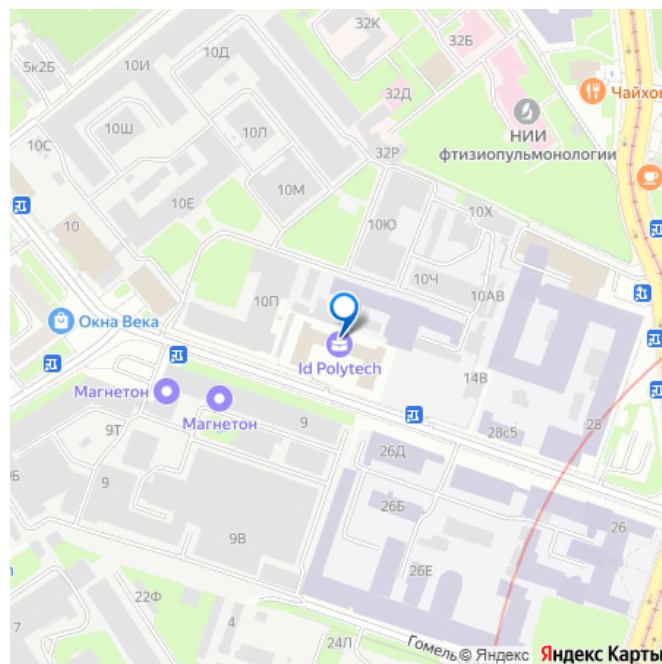 32К
32Б
5к2Б
10И
10Д
32Д
Чайхон
10Ш
10Л
НИИ
фтизиопульмонологии
10С
32Р
10М
10Е
10Х
10
10Ю
10Ч
10П
10АВ
Окна Века
Id Polytech
14В
Магнетон
Магнетон
9
9Т
28
28с5
26Д
9Б
9
26Б
26
9В
26Е
22Ф
7
4
24Л
Гомель
© Яндекс
Яндекс Карты